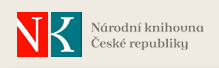 NK
Národní knihovna
České republiky